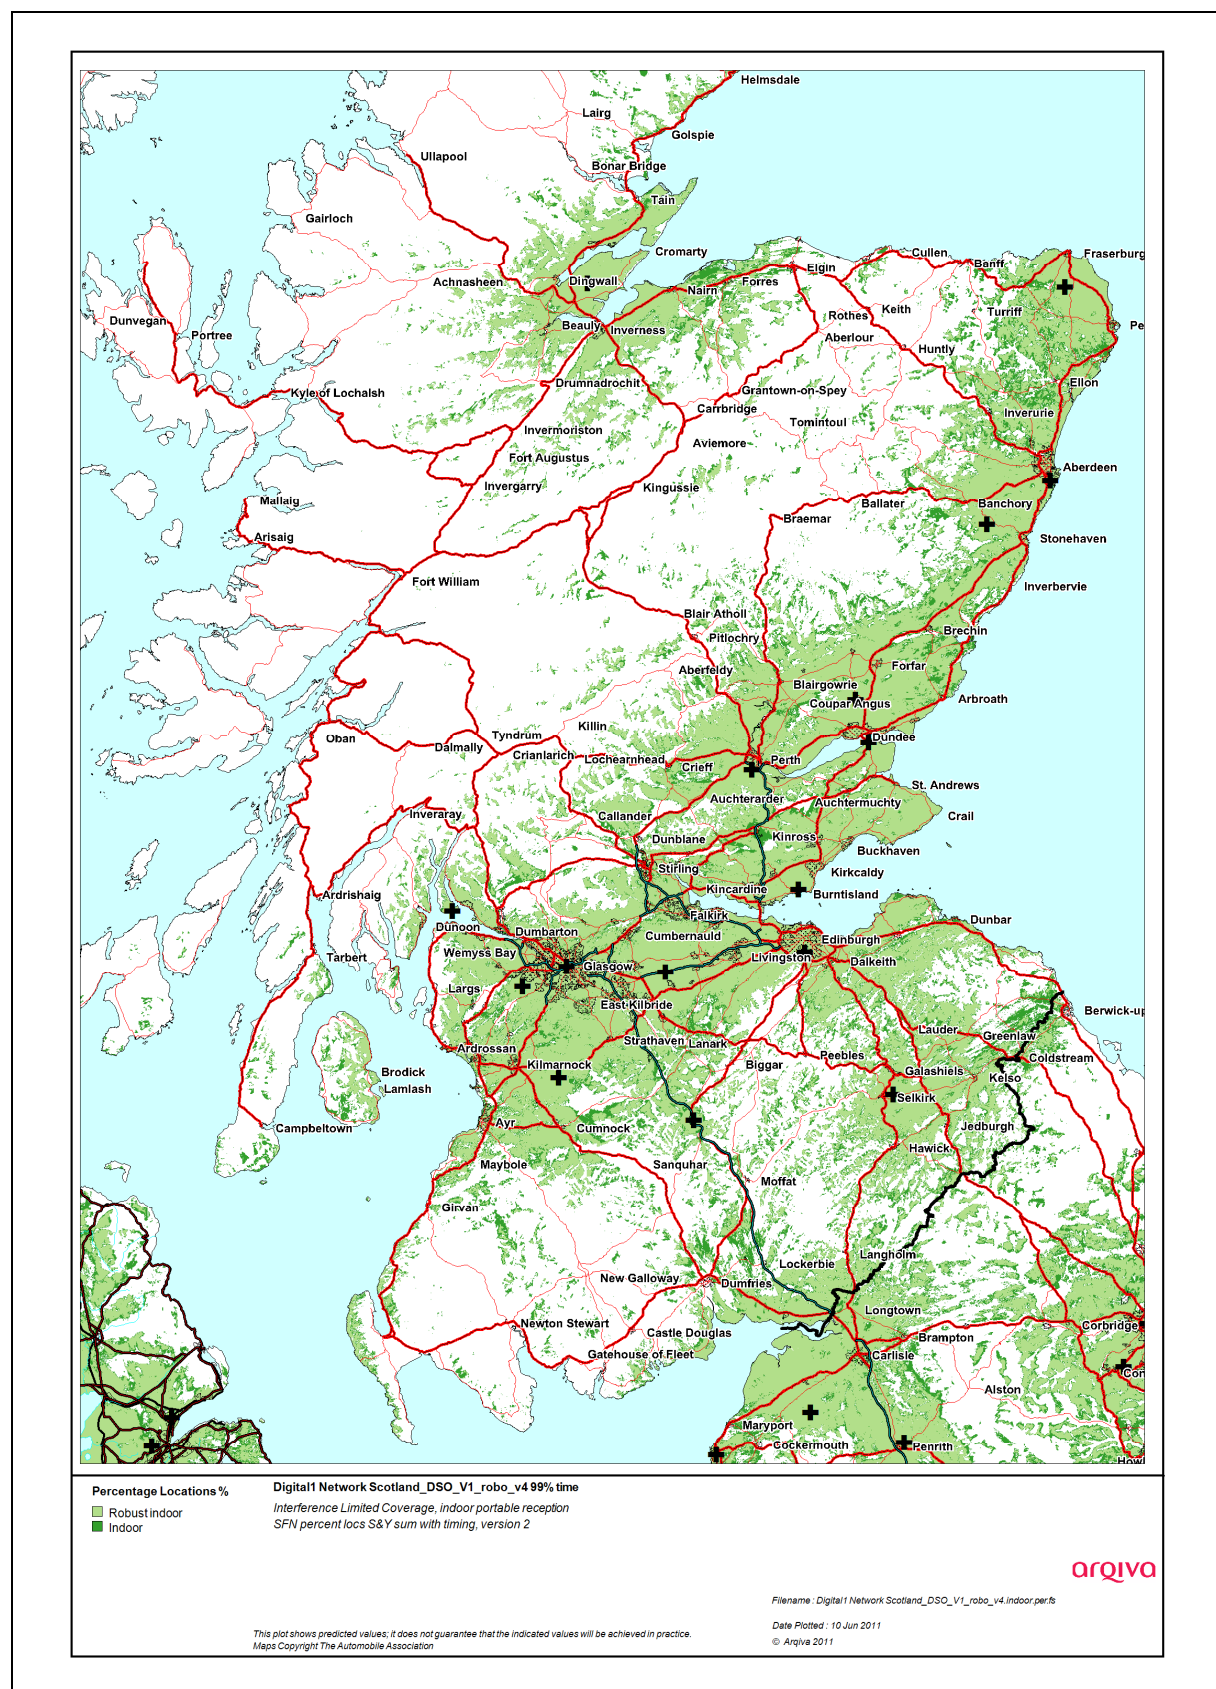 Helmsdale
Lairg
Golspie
Ullapool
Bonar Bridge
Tain
Gairloch
Cromarty
Cullen
Banff
Fraserburg
Elgin
Achnasheen
Dingwall
Forres
Nairn
Keith
Turriff
Rothes
Dunvegan
Portree
Beauly
Inverness
Pe
Aberlour
Huntly
Drumnadrochit
Ellon
Kyle of Lochalsh
Grantown-on-Spey
Carrbridge
Inverurie
Tomintoul
Invermoriston
Aviemore
Fort Augustus
Aberdeen
Invergarry
Kingussie
Mallaig
Ballater
Banchory
Braemar
Arisaig
Stonehaven
Fort William
Inverbervie
Blair Atholl
Brechin
Pitlochry
Forfar
Aberfeldy
Blairgowrie
Arbroath
Coupar Angus
Killin
Oban
Tyndrum
Dundee
Dalmally
Crianlarich
Lochearnhead
Perth
Crieff
St. Andrews
Auchterarder
Auchtermuchty
Inveraray
Callander
Crail
Dunblane
Kinross
Buckhaven
Stirling
Kirkcaldy
Kincardine
Burntisland
Ardrishaig
Falkirk
Dunbar
Dunoon
Dumbarton
Cumbernauld
Edinburgh
Wemyss Bay
Tarbert
Livingston
Dalkeith
Glasgow
Largs
East Kilbride
Berwick-up
Lauder
Greenlaw
Strathaven
Lanark
Ardrossan
Peebles
Coldstream
Kilmarnock
Biggar
Galashiels
Brodick
Kelso
Lamlash
Selkirk
Ayr
Campbeltown
Cumnock
Jedburgh
Hawick
Maybole
Sanquhar
Moffat
Girvan
Langholm
Lockerbie
New Galloway
Dumfries
Longtown
Newton Stewart
Castle Douglas
Corbridge
Brampton
Gatehouse of Fleet
Carlisle
Con
Alston
Maryport
Cockermouth
Penrith
Howl
Percentage Locations %
Robust indoor
Indoor
Digital1 Network Scotland_DSO_V1_robo_v4 99% time
Interference Limited Coverage, indoor portable reception
SFN percent locs S&Y sum with timing, version 2
arqiva
Filename : Digital1 Network Scotland_DSO_V1_robo_v4.indoor.per.fs
Date Plotted : 10 Jun 2011
© Arqiva 2011
This plot shows predicted values; it does not guarantee that the indicated values will be achieved in practice.
Maps Copyright The Automobile Association